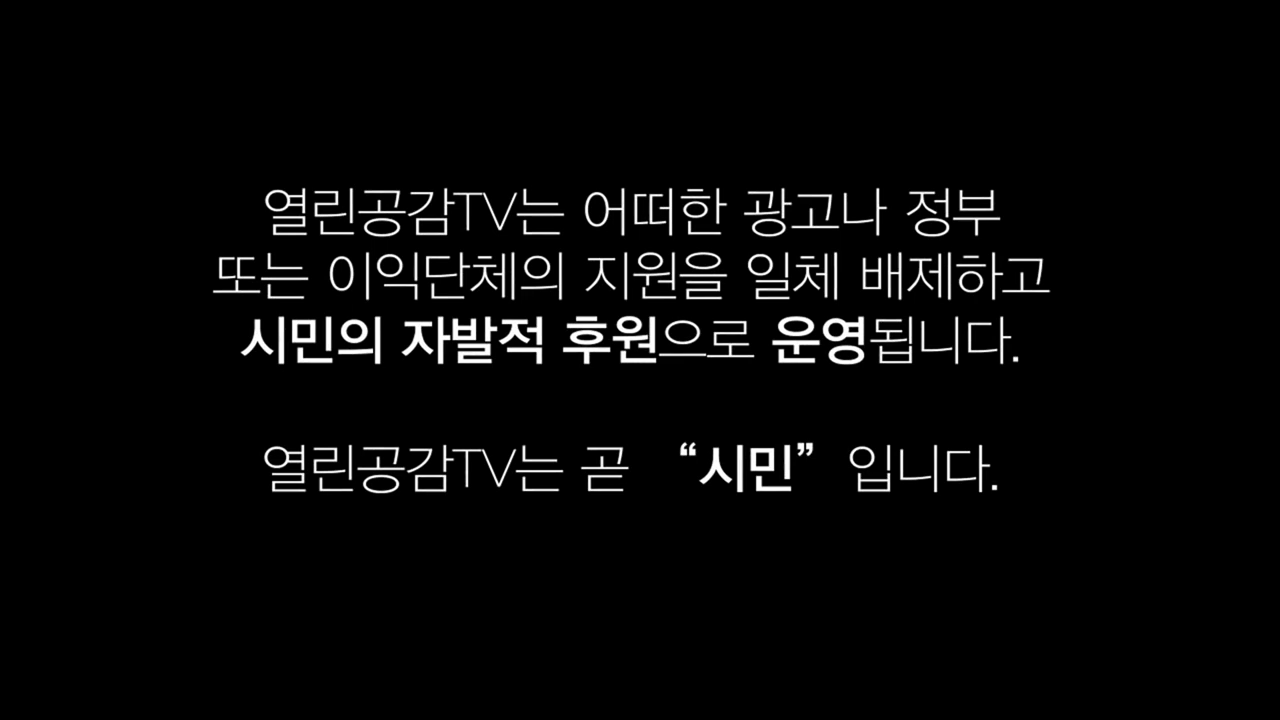 열린공감TV는 어떠한 광고나 정부
또는 이익단체의 지원을 일체 배제하고
시민의 자발적 후원으로 운영됩니다.
열린공감TV는 곧 “시민” 입니다.